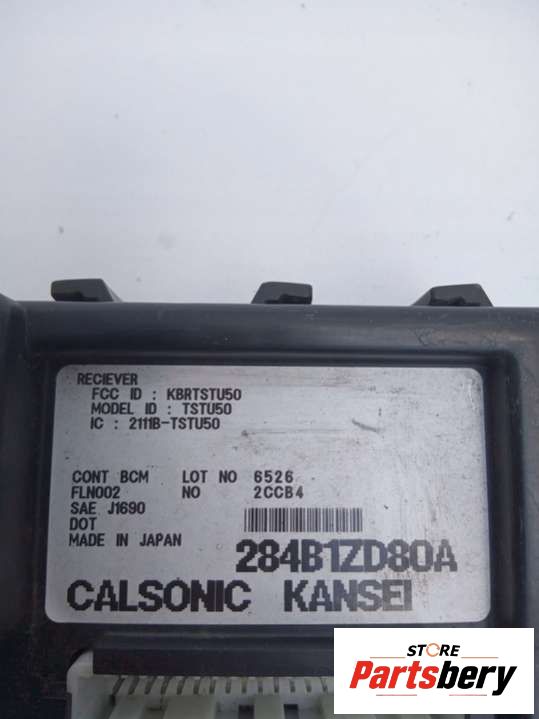 RECIEVER
FCC ID : KBRTSTU50
MODEL ID : TSTU50
IC : 2111B-TSTU50
CONT BCM LOT NO 6526
FLN002 NO 2CCB4
SAE J1690
DOT
MADE IN JAPAN
284B1ZD80A
CALSONIC KANSEI
STORE
Partsbery